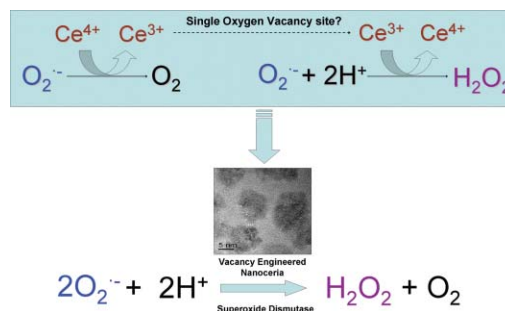 Single Oxygen Vacancy site?
Ce4+ Ce3+ Ce3+ Ce4+
O2·- O2 O2·- + 2H+ H2O2
5 nm
Vacancy Engineered
Nanoceria
2O2·- + 2H+ H2O2 + O2
Superoxide Dismutase